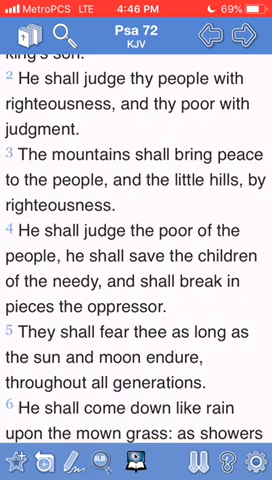 MetroPCS LTE 4:46 PM 69%
Psa 72
KJV
king's son.
2 He shall judge thy people with
righteousness, and thy poor with
judgment.
3 The mountains shall bring peace
to the people, and the little hills, by
righteousness.
4 He shall judge the poor of the
people, he shall save the children
of the needy, and shall break in
pieces the oppressor.
5 They shall fear thee as long as
the sun and moon endure,
throughout all generations.
6 He shall come down like rain
upon the mown grass: as showers